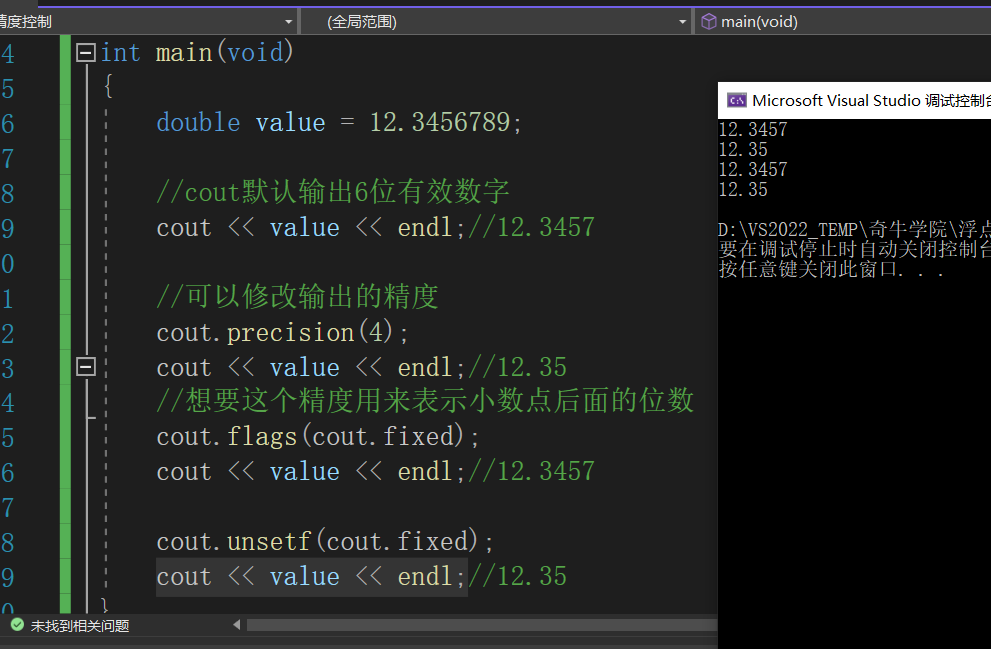 精度控制 (全局范围) main(void)
4 int main(void)
5 {
6 double value = 12.3456789;
7
8 //cout默认输出6位有效数字
9 cout << value << endl;//12.3457
0
1 //可以修改输出的精度
2 cout.precision(4);
3 cout << value << endl;//12.35
4 //想要这个精度用来表示小数点后面的位数
5 cout.flags(cout.fixed);
6 cout << value << endl;//12.3457
7
8 cout.unsetf(cout.fixed);
9 cout << value << endl;//12.35
0 }
未找到相关问题
Microsoft Visual Studio 调试控制台
12.3457
12.35
12.3457
12.35
D:\VS2022_TEMP\奇牛学院\浮点
要在调试停止时自动关闭控制台
按任意键关闭此窗口. . .